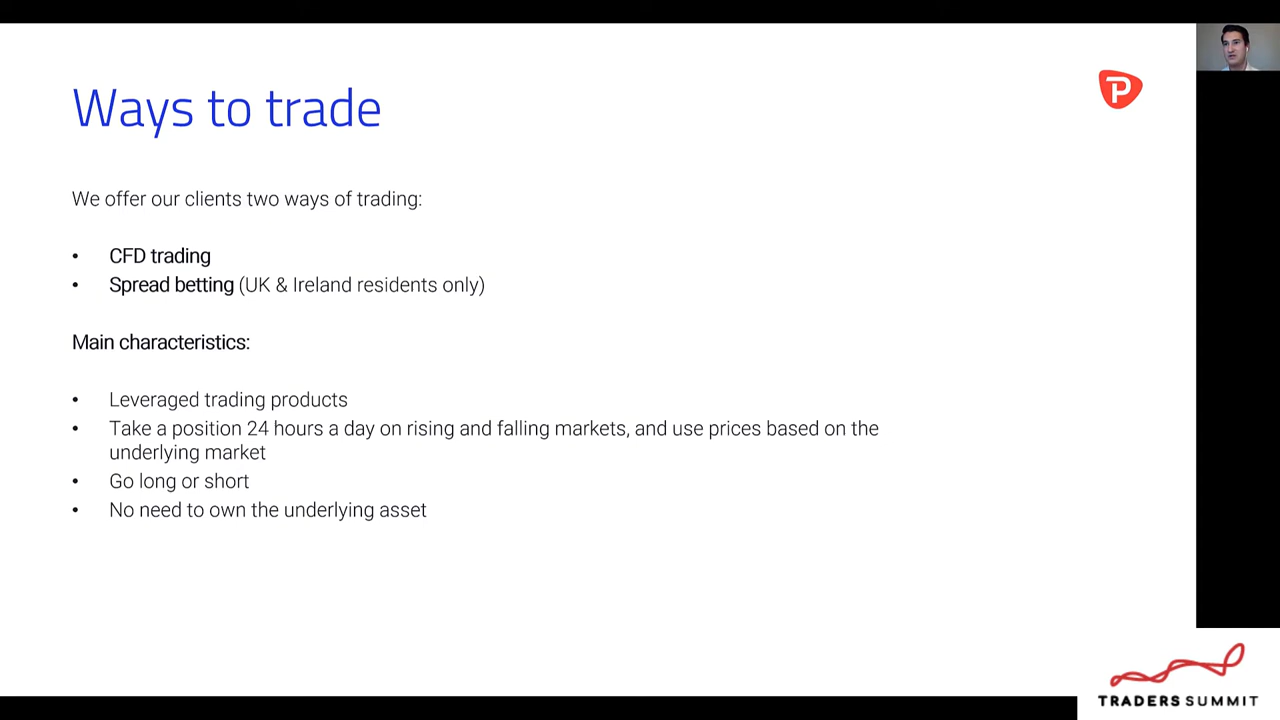 Ways to trade
P
We offer our clients two ways of trading:
• CFD trading
• Spread betting (UK & Ireland residents only)
Main characteristics:
• Leveraged trading products
• Take a position 24 hours a day on rising and falling markets, and use prices based on the
underlying market
• Go long or short
• No need to own the underlying asset
TRADERS SUMMIT